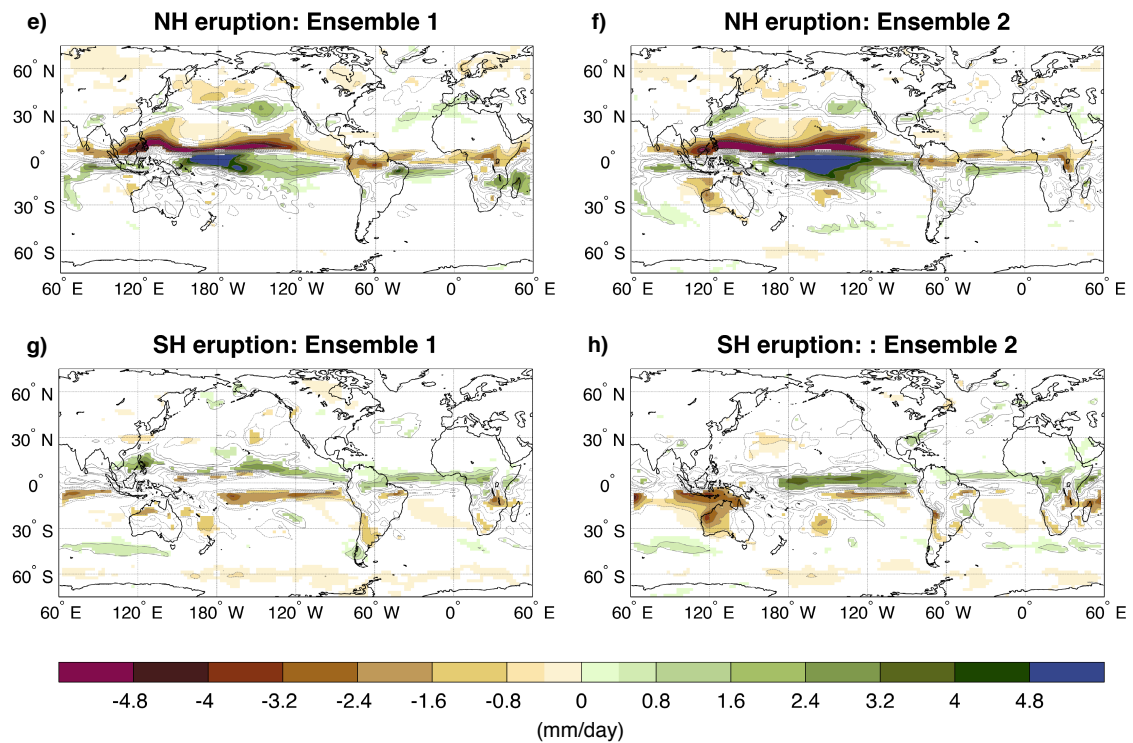 e) NH eruption: Ensemble 1
f) NH eruption: Ensemble 2
60° N
30° N
0°
30° S
60° S
60° E 120° E 180° W 120° W 60° W 0° 60° E
60° N
30° N
0°
30° S
60° S
60° E 120° E 180° W 120° W 60° W 0° 60° E
g) SH eruption: Ensemble 1
h) SH eruption: : Ensemble 2
60° N
30° N
0°
30° S
60° S
60° E 120° E 180° W 120° W 60° W 0° 60° E
60° N
30° N
0°
30° S
60° S
60° E 120° E 180° W 120° W 60° W 0° 60° E
-4.8 -4 -3.2 -2.4 -1.6 -0.8 0 0.8 1.6 2.4 3.2 4 4.8
(mm/day)